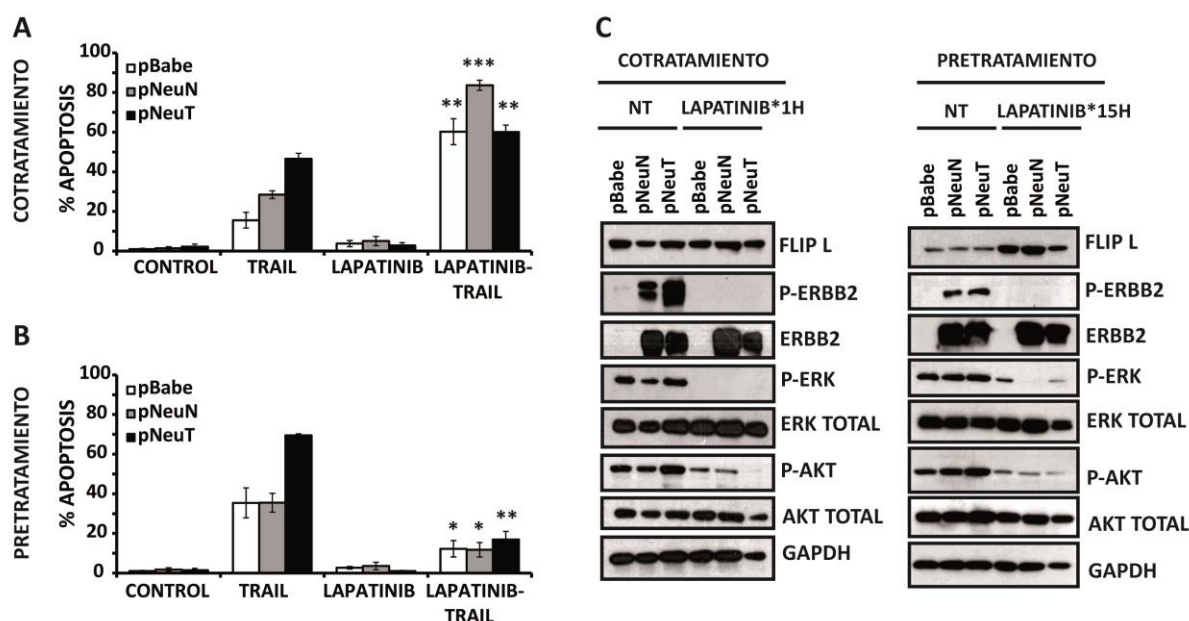 A
COTRATAMIENTO
% APOPTOSIS
100
80
60
40
20
0
pBabe
pNeuN
pNeuT
** *** **
CONTROL TRAIL LAPATINIB LAPATINIB-
TRAIL
B
PRETRATAMIENTO
% APOPTOSIS
100
80
60
40
20
0
pBabe
pNeuN
pNeuT
* * **
CONTROL TRAIL LAPATINIB LAPATINIB-
TRAIL
C
COTRATAMIENTO
NT LAPATINIB*1H
pBabe pNeuN pNeuT pBabe pNeuN pNeuT
FLIP L
P-ERBB2
ERBB2
P-ERK
ERK TOTAL
P-AKT
AKT TOTAL
GAPDH
PRETRATAMIENTO
NT LAPATINIB*15H
pBabe pNeuN pNeuT pBabe pNeuN pNeuT
FLIP L
P-ERBB2
ERBB2
P-ERK
ERK TOTAL
P-AKT
AKT TOTAL
GAPDH